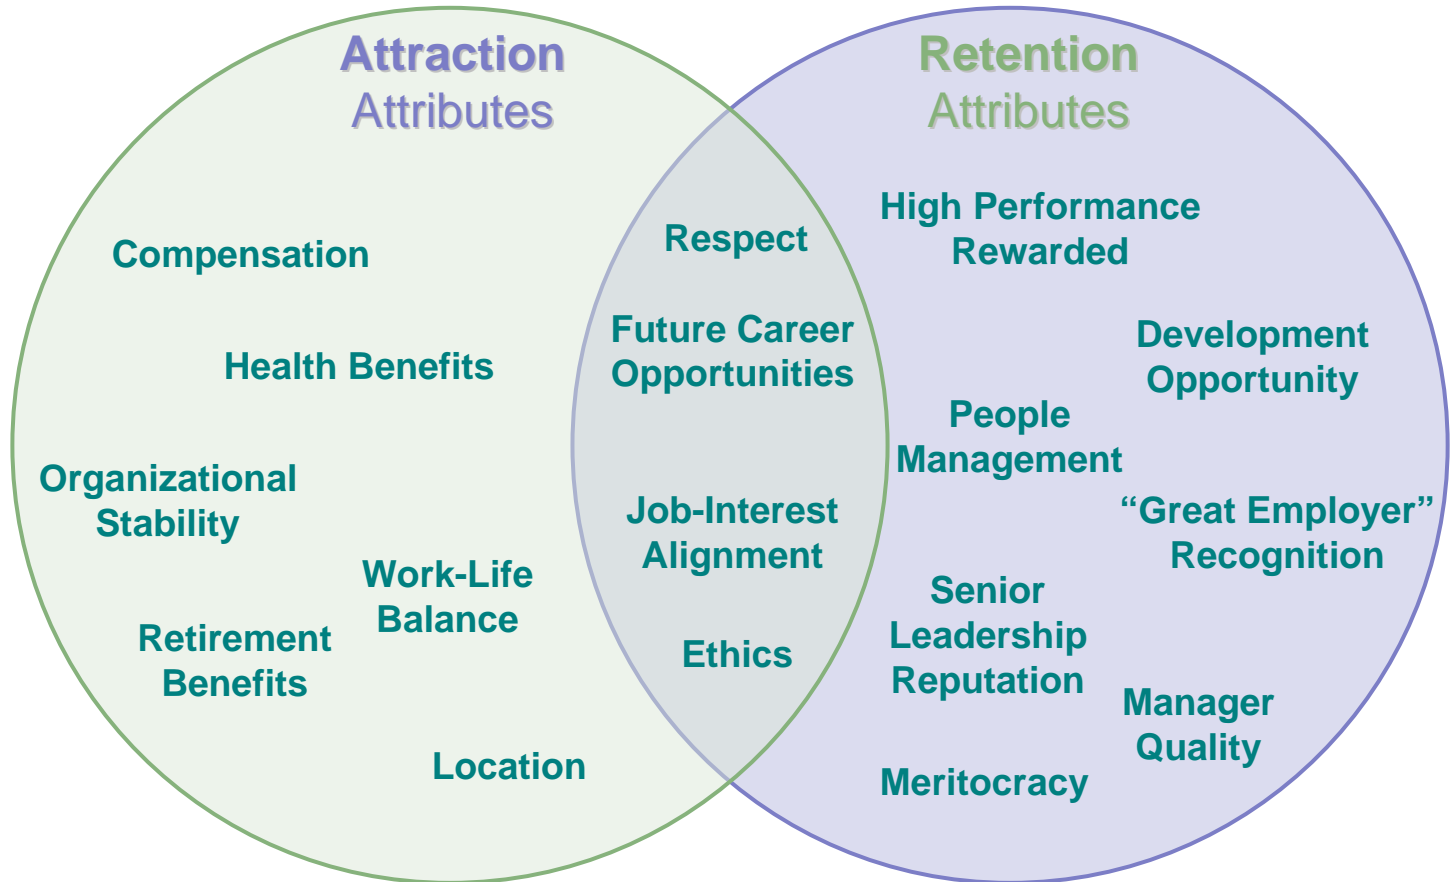 Attraction
Attributes
Compensation
Health Benefits
Organizational
Stability
Work-Life
Balance
Retirement
Benefits
Location
Respect
Future Career
Opportunities
Job-Interest
Alignment
Ethics
Retention
Attributes
High Performance
Rewarded
Development
Opportunity
People
Management
“Great Employer”
Recognition
Senior
Leadership
Reputation
Manager
Quality
Meritocracy